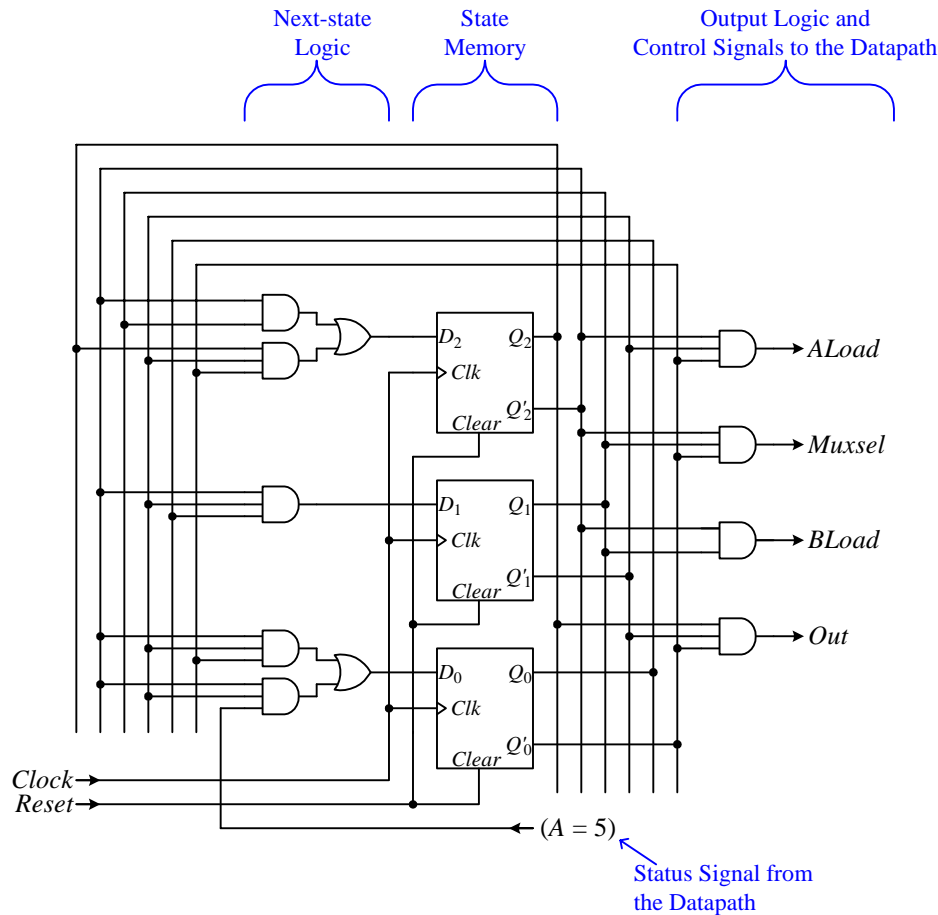 Next-state
Logic
State
Memory
Output Logic and
Control Signals to the Datapath
D2 Q2
Clk
Q'2
Clear
ALoad
Muxsel
D1 Q1
Clk
Q'1
Clear
BLoad
Out
D0 Q0
Clk
Q'0
Clear
Clock
Reset
(A = 5)
Status Signal from
the Datapath